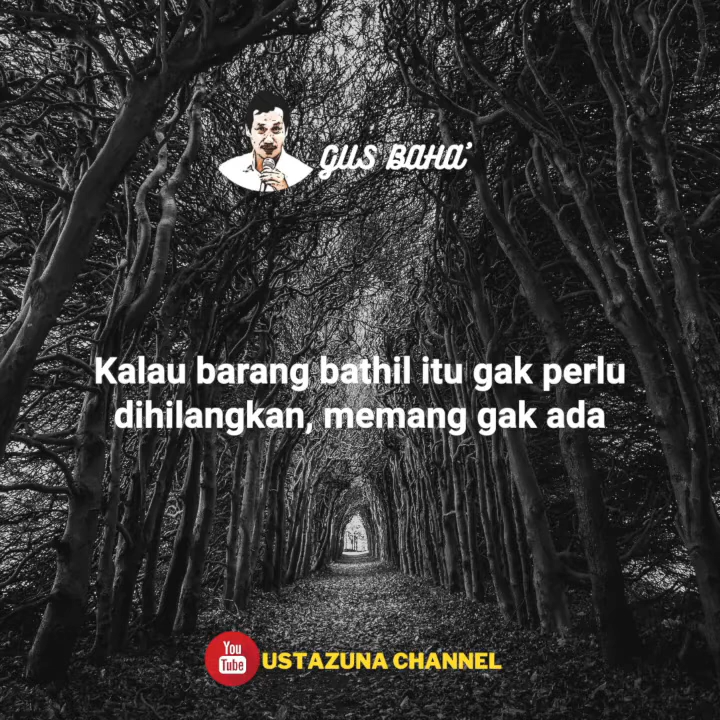 GUS BAHA'
Kalau barang bathil itu gak perlu
dihilangkan, memang gak ada
You
Tube
USTAZUNA CHANNEL